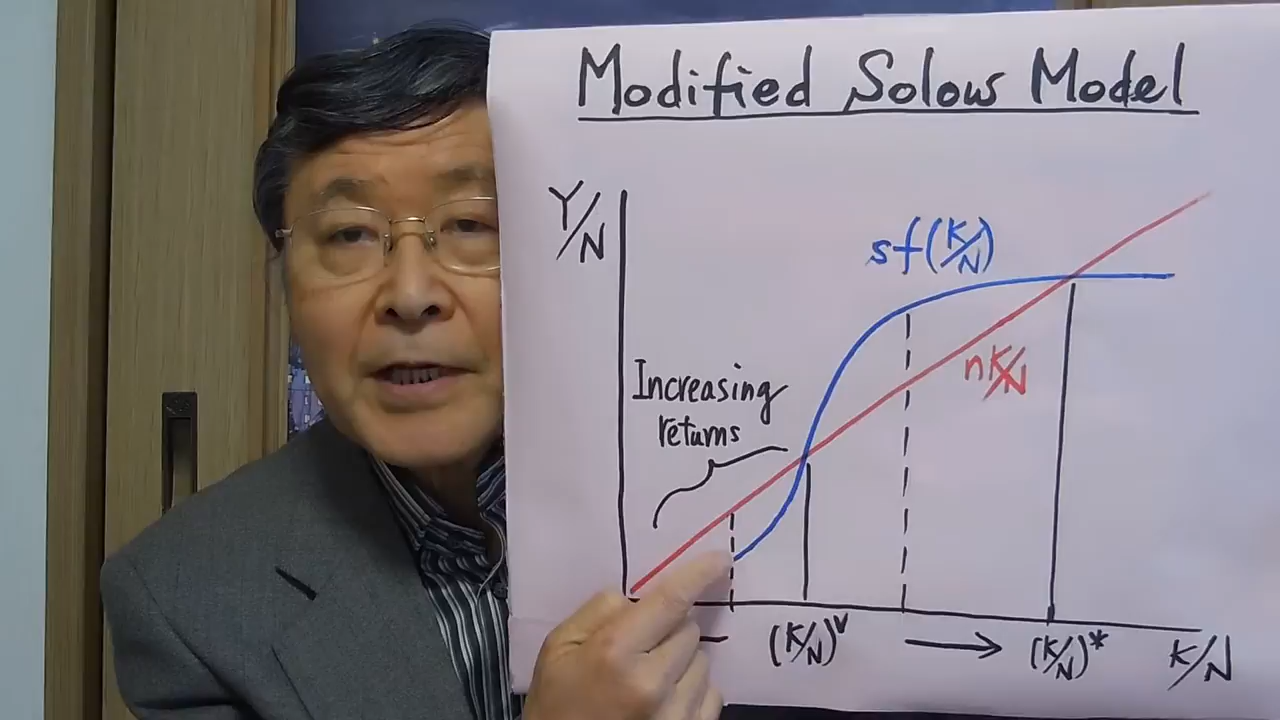 Modified Solow Model
Y/N
sf(K/N)
nK/N
Increasing
returns
(K/N)^v
(K/N)*
K/N